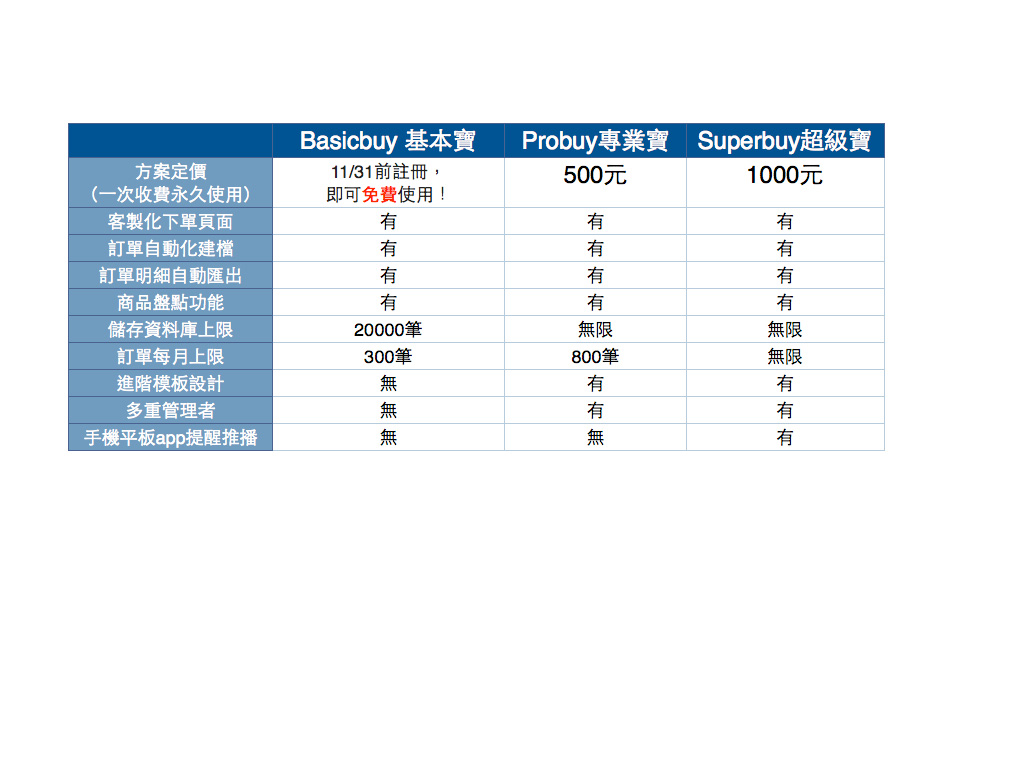 Basicbuy 基本寶 Probuy專業寶 Superbuy超級寶
方案定價 11/31前註冊， 500元 1000元
（一次收費永久使用） 即可免費使用！
客製化下單頁面 有 有 有
訂單自動化建檔 有 有 有
訂單明細自動匯出 有 有 有
商品盤點功能 有 有 有
儲存資料庫上限 20000筆 無限 無限
訂單每月上限 300筆 800筆 無限
進階模板設計 無 有 有
多重管理者 無 有 有
手機平板app提醒推播 無 無 有